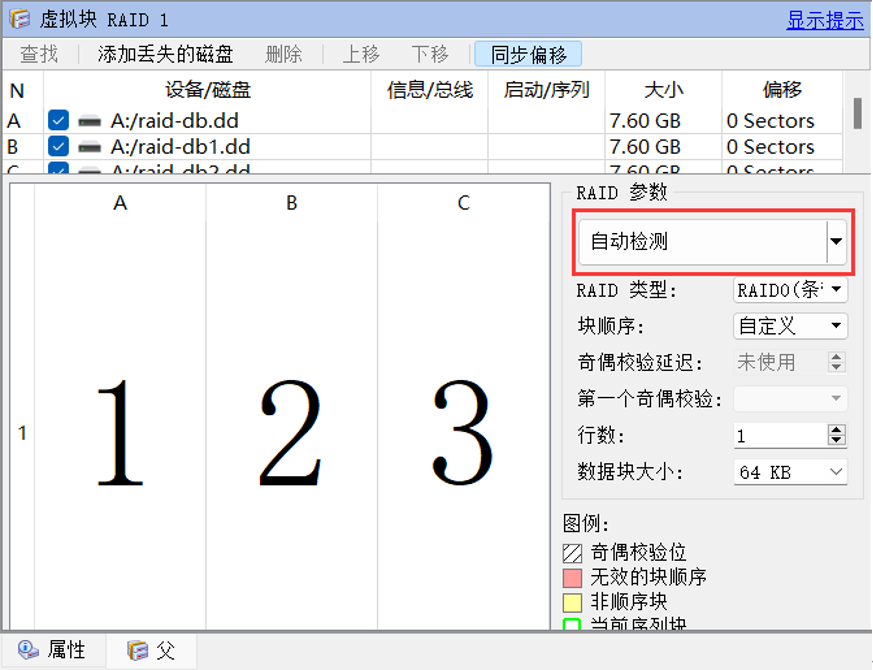 虚拟块 RAID 1 显示提示
查找 添加丢失的磁盘 删除 上移 下移 同步偏移
N 设备/磁盘 信息/总线 启动/序列 大小 偏移
A A:/raid-db.dd 7.60 GB 0 Sectors
B A:/raid-db1.dd 7.60 GB 0 Sectors
C A:/raid-db2.dd 7.60 GB 0 Sectors
A B C
1 1 2 3
RAID 参数
自动检测
RAID 类型: RAID0(条
块顺序: 自定义
奇偶校验延迟: 未使用
第一个奇偶校验:
行数: 1
数据块大小: 64 KB
图例:
奇偶校验位
无效的块顺序
非顺序块
当前序列块
属性 父